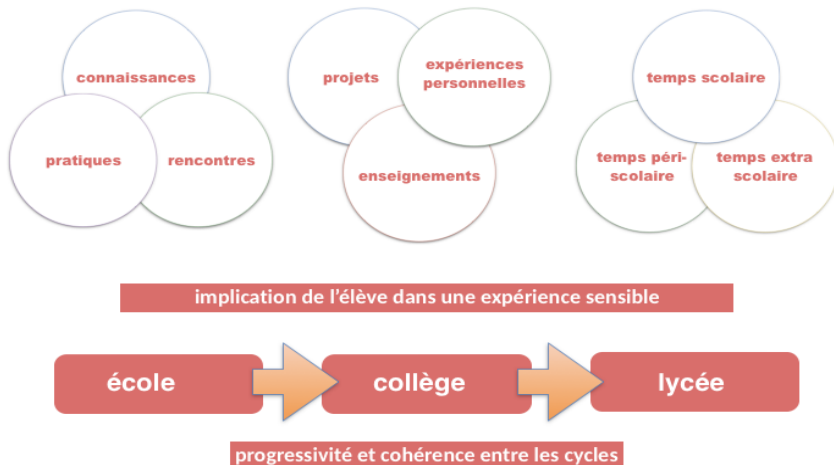 connaissances
pratiques
rencontres
projets
expériences
personnelles
enseignements
temps scolaire
temps péri-
scolaire
temps extra
scolaire
implication de l'élève dans une expérience sensible
école
collège
lycée
progressivité et cohérence entre les cycles